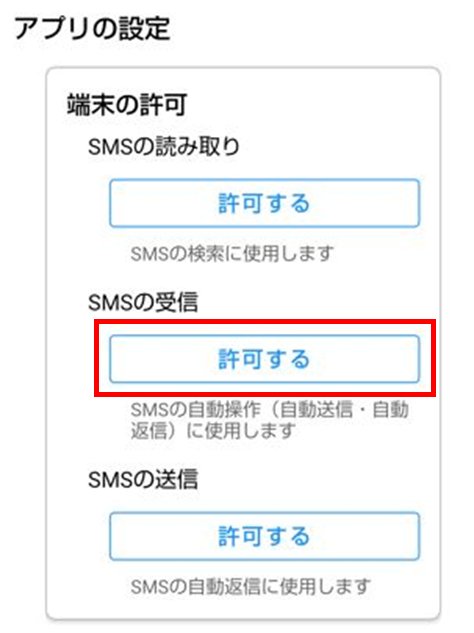 アプリの設定
端末の許可
SMSの読み取り
許可する
SMSの検索に使用します
SMSの受信
許可する
SMSの自動操作（自動送信・自動
返信）に使用します
SMSの送信
許可する
SMSの自動返信に使用します